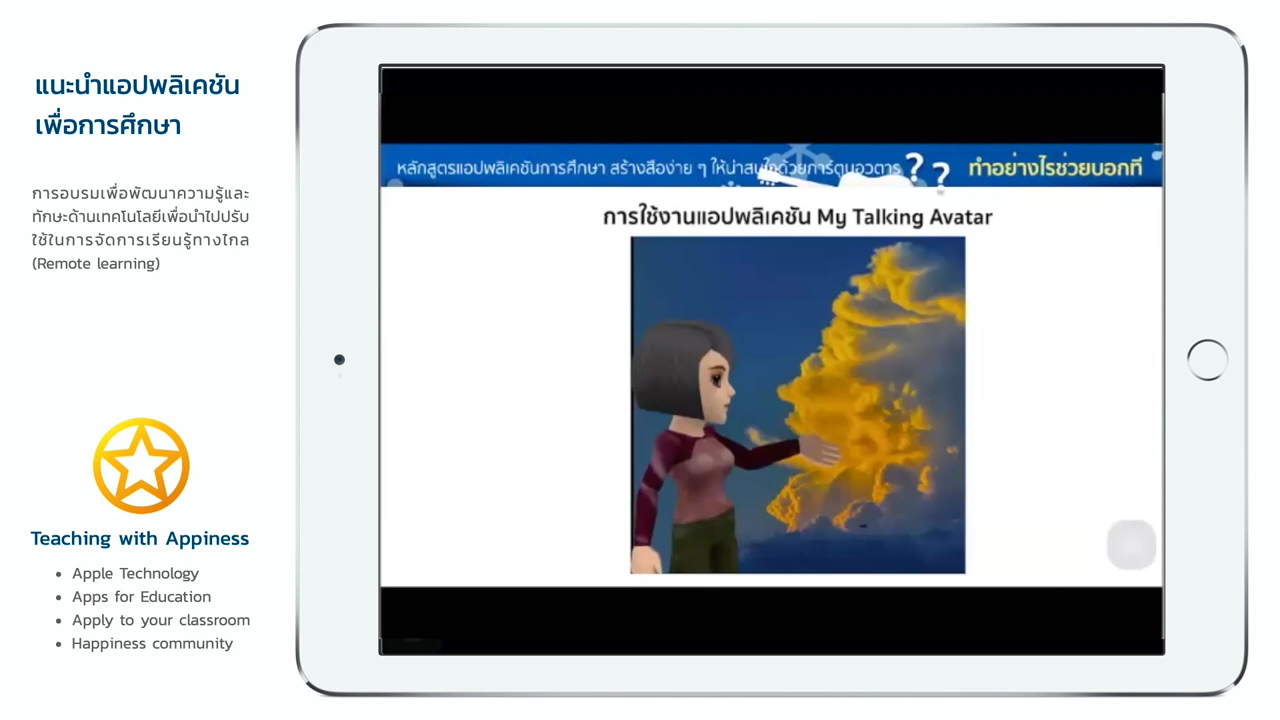 แนะนำแอปพลิเคชัน
เพื่อการศึกษา
การอบรมเพื่อพัฒนาความรู้และ
ทักษะด้านเทคโนโลยีเพื่อนำไปปรับ
ใช้ในการจัดการเรียนรู้ทางไกล
(Remote learning)
Teaching with Appiness
• Apple Technology
• Apps for Education
• Apply to your classroom
• Happiness community
หลักสูตรแอปพลิเคชันการศึกษา สร้างสื่อง่าย ๆ ให้น่าสนใจด้วยการ์ตูนอวตาร ? ? ทำอย่างไรช่วยบอกที
การใช้งานแอปพลิเคชัน My Talking Avatar